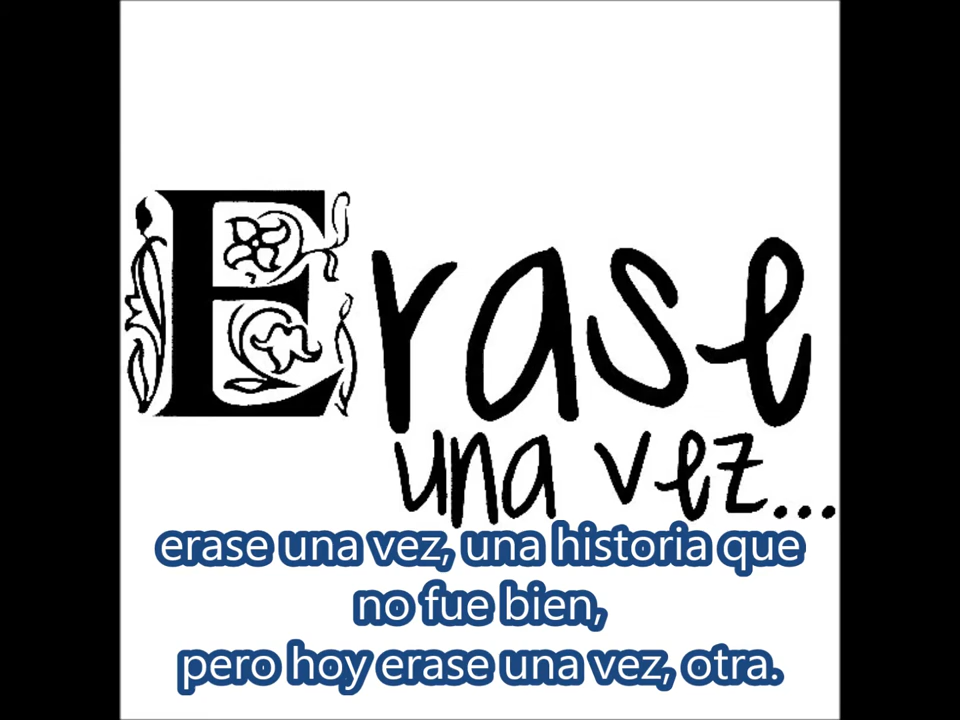 Erase
una vez...
erase una vez, una historia que
no fue bien,
pero hoy erase una vez, otra.